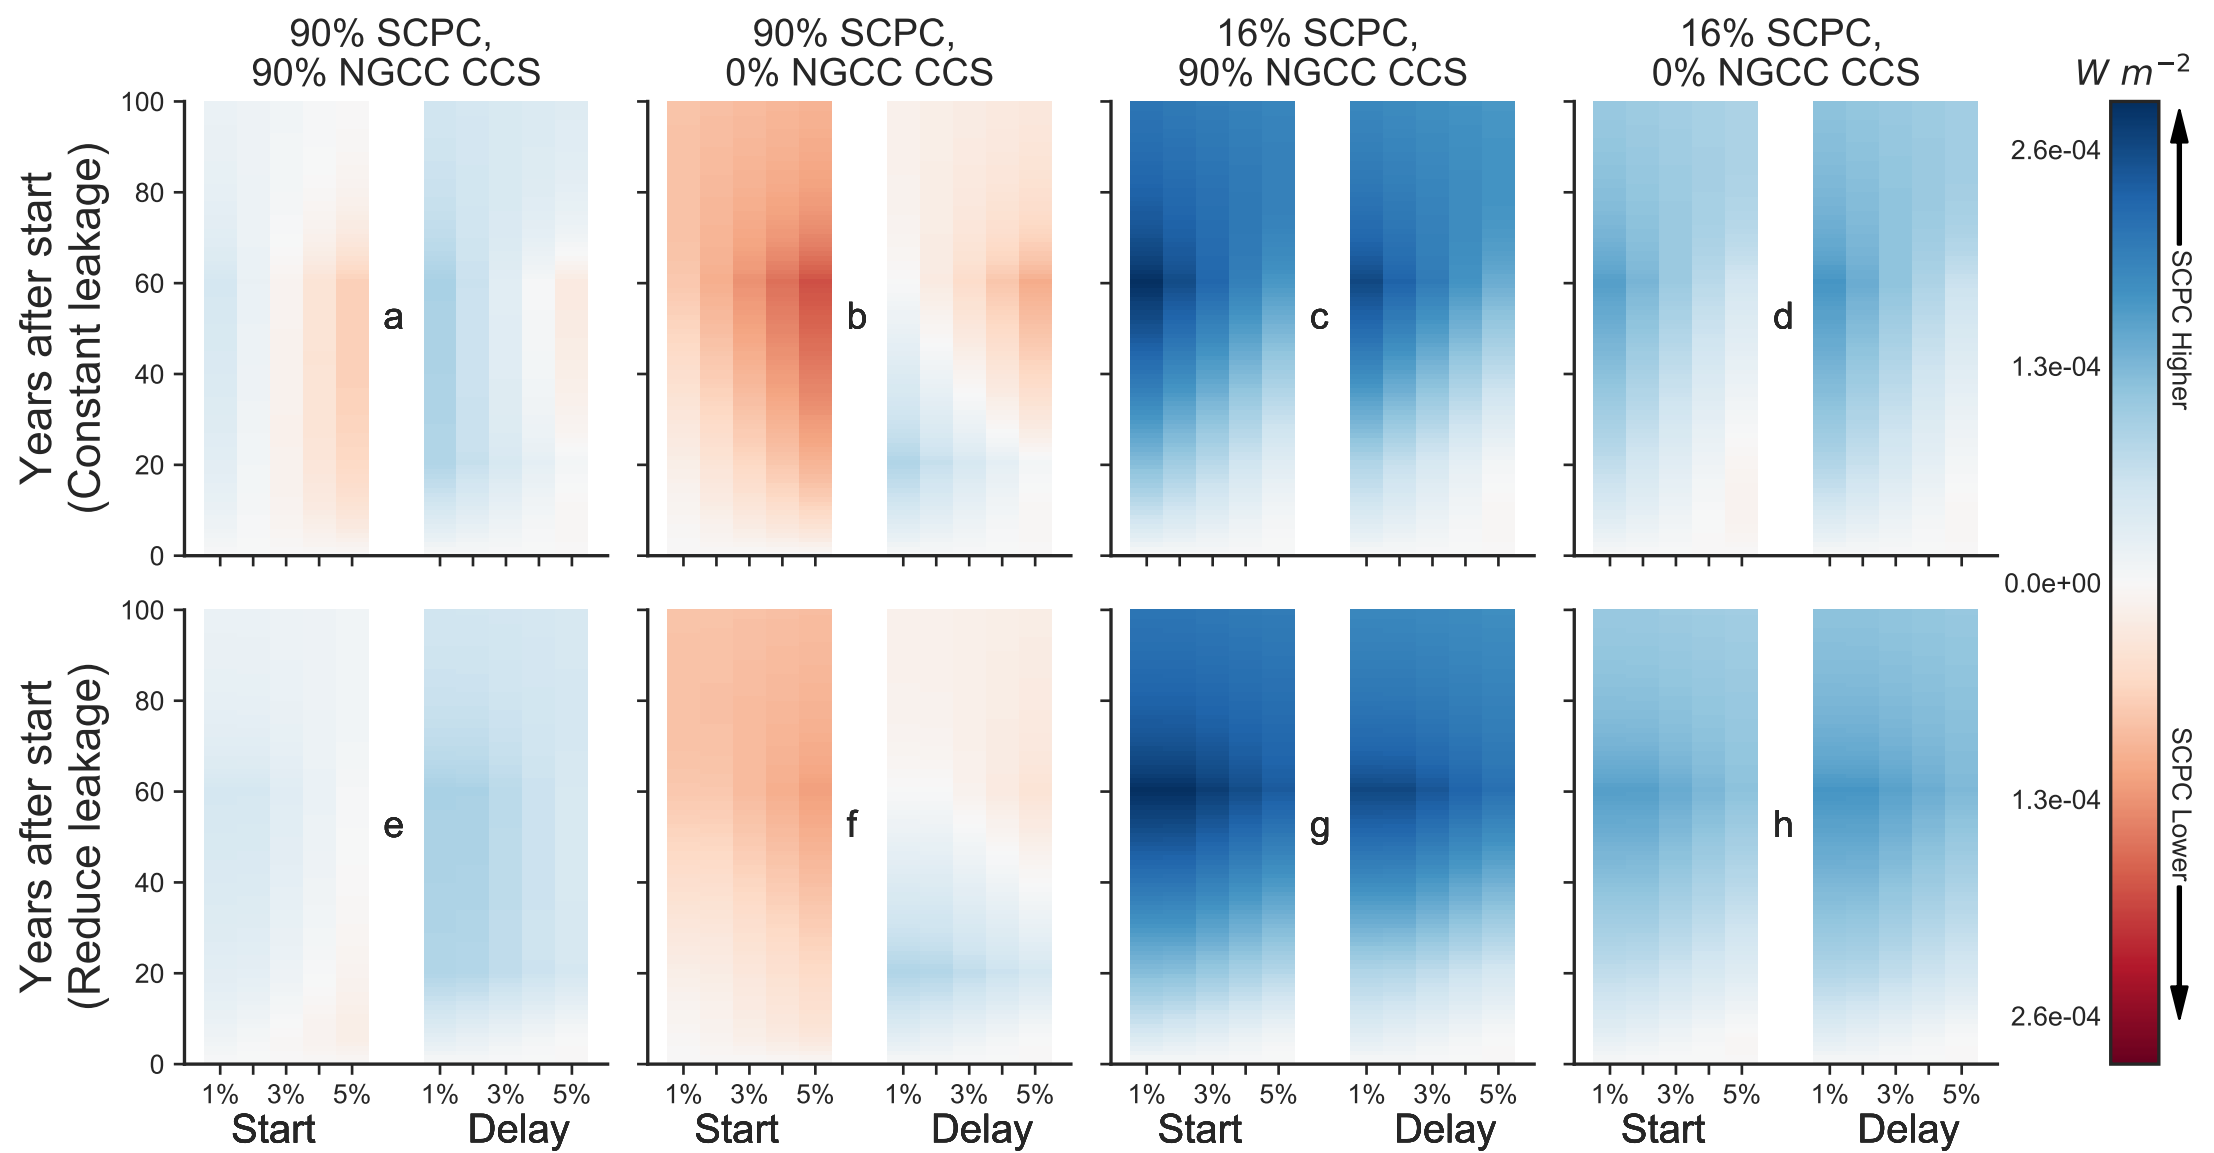 90% SCPC,
90% NGCC CCS
90% SCPC,
0% NGCC CCS
16% SCPC,
90% NGCC CCS
16% SCPC,
0% NGCC CCS
W m−2
Years after start
(Constant leakage)
100
80
60
40
20
0
a
b
c
d
2.6e-04
1.3e-04
0.0e+00
1.3e-04
2.6e-04
SCPC Higher
SCPC Lower
Years after start
(Reduce leakage)
100
80
60
40
20
0
e
f
g
h
1% 3% 5% 1% 3% 5% 1% 3% 5% 1% 3% 5% 1% 3% 5% 1% 3% 5% 1% 3% 5% 1% 3% 5%
Start Delay Start Delay Start Delay Start Delay